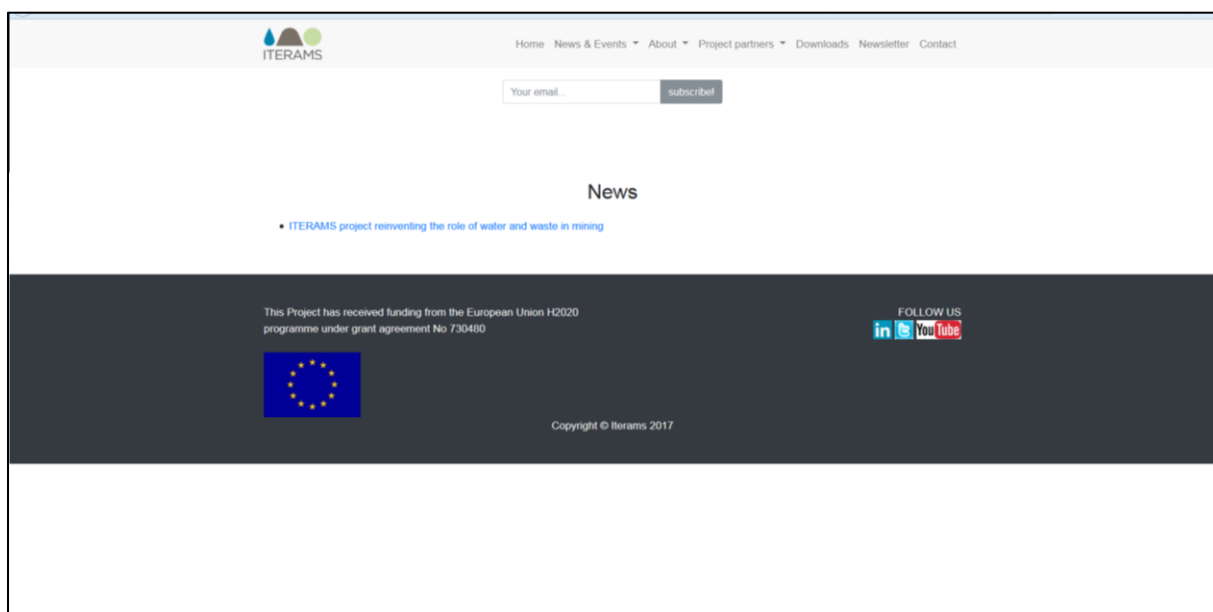 ITERAMS
Home News & Events About Project partners Downloads Newsletter Contact
Your email... subscribe!
News
• ITERAMS project reinventing the role of water and waste in mining
This Project has received funding from the European Union H2020
programme under grant agreement No 730480
FOLLOW US
in YouTube
Copyright © Iterams 2017